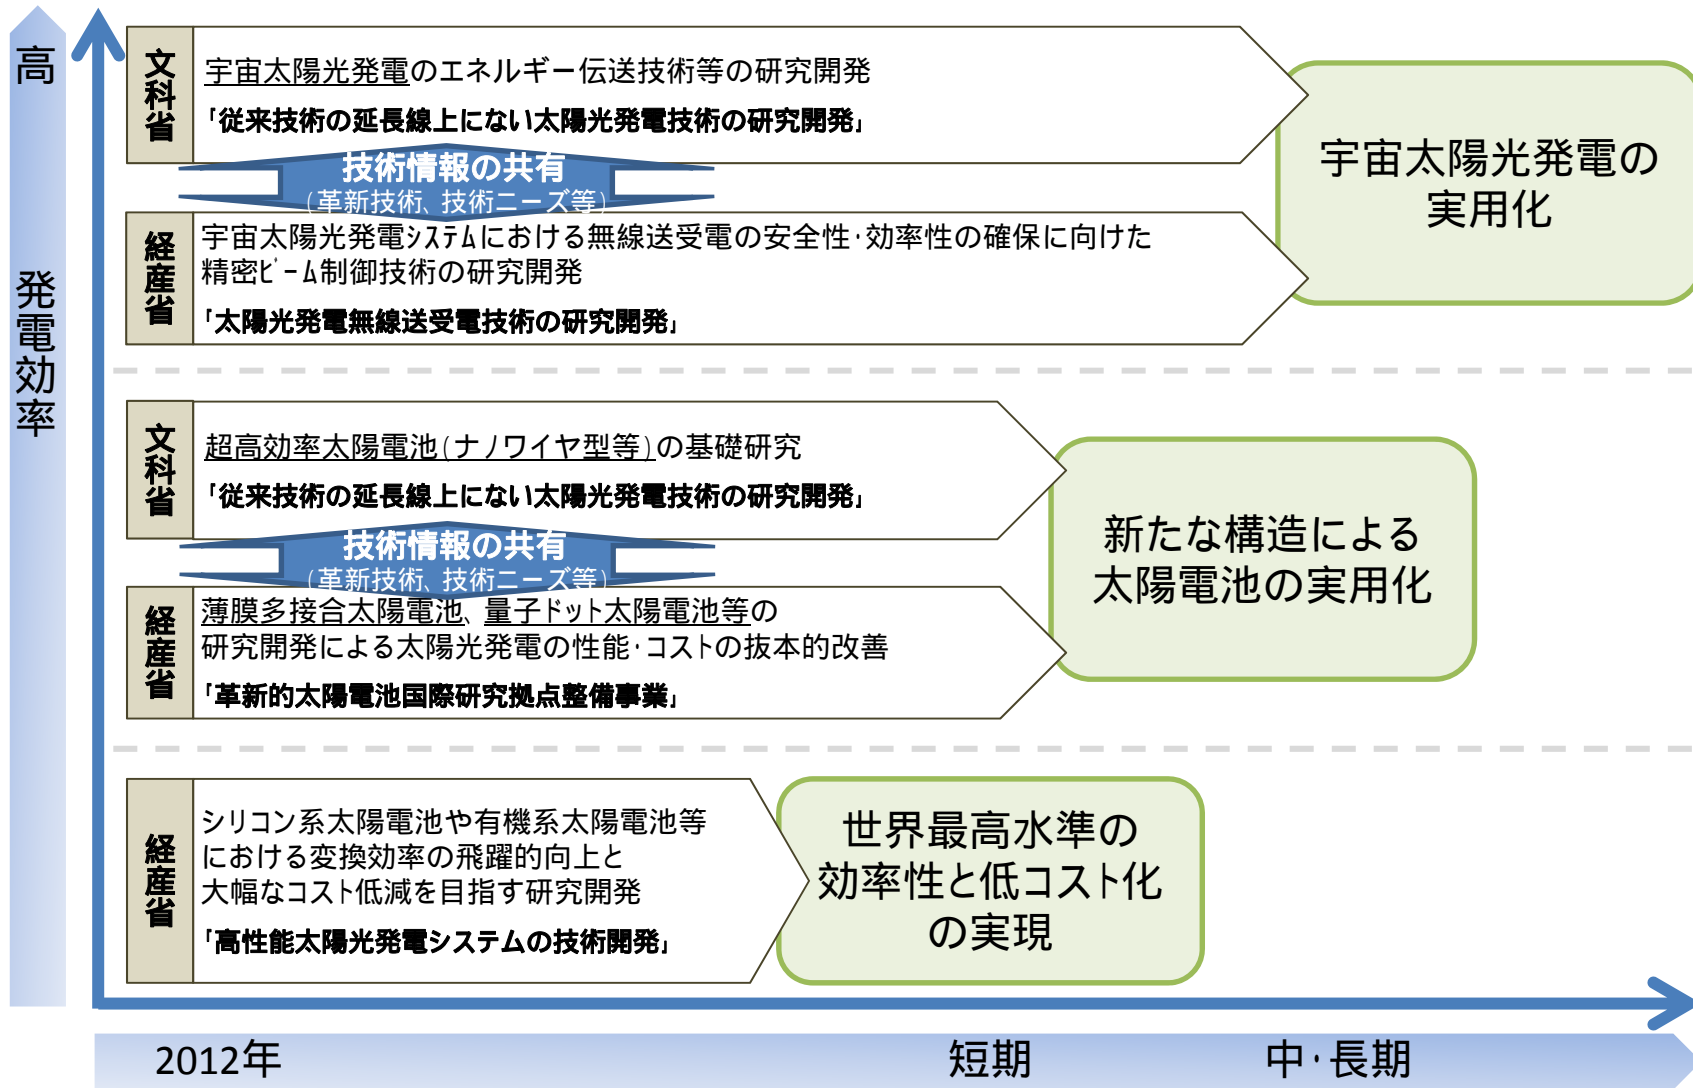 高
発電効率
文科省
宇宙太陽光発電のエネルギー伝送技術等の研究開発
「従来技術の延長線上にない太陽光発電技術の研究開発」
技術情報の共有
(革新技術、技術ニーズ等)
経産省
宇宙太陽光発電ｼｽﾃﾑにおける無線送受電の安全性･効率性の確保に向けた
精密ﾋﾞｰﾑ制御技術の研究開発
「太陽光発電無線送受電技術の研究開発」
宇宙太陽光発電の
実用化
文科省
超高効率太陽電池(ナノワイヤ型等)の基礎研究
「従来技術の延長線上にない太陽光発電技術の研究開発」
技術情報の共有
(革新技術、技術ニーズ等)
経産省
薄膜多接合太陽電池、量子ﾄﾞｯﾄ太陽電池等の
研究開発による太陽光発電の性能･コストの抜本的改善
「革新的太陽電池国際研究拠点整備事業」
新たな構造による
太陽電池の実用化
経産省
シリコン系太陽電池や有機系太陽電池等
における変換効率の飛躍的向上と
大幅なコスト低減を目指す研究開発
「高性能太陽光発電システムの技術開発」
世界最高水準の
効率性と低コスト化
の実現
2012年
短期
中･長期